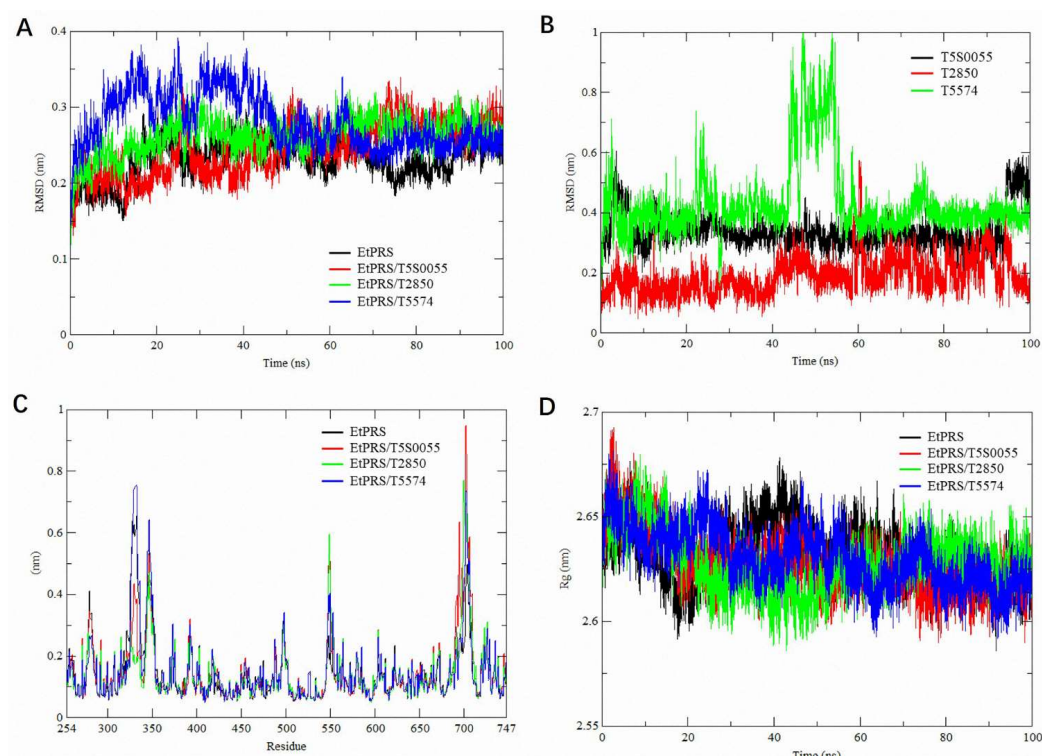 A
0.4
0.3
0.2
0.1
0
RMSD (nm)
EtPRS
EtPRS/T5S0055
EtPRS/T2850
EtPRS/T5574
0 20 40 60 80 100
Time (ns)
B
1
0.8
0.6
0.4
0.2
0
RMSD (nm)
T5S0055
T2850
T5574
0 20 40 60 80 100
Time (ns)
C
1
0.8
0.6
0.4
0.2
0
(nm)
EtPRS
EtPRS/T5S0055
EtPRS/T2850
EtPRS/T5574
254 300 350 400 450 500 550 600 650 700 747
Residue
D
2.7
2.65
2.6
2.55
Rg (nm)
EtPRS
EtPRS/T5S0055
EtPRS/T2850
EtPRS/T5574
0 20 40 60 80 100
Time (ns)